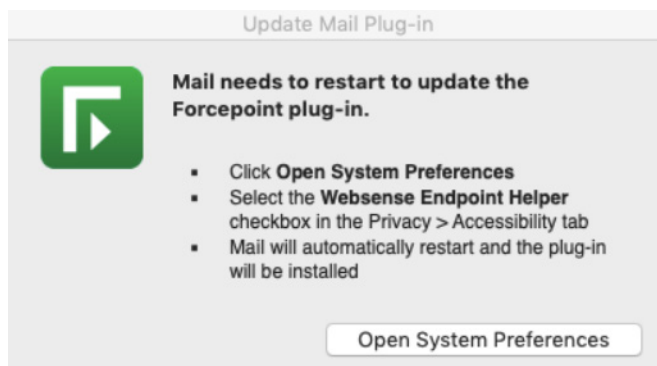 Update Mail Plug-in
Mail needs to restart to update the
Forcepoint plug-in.
▪ Click Open System Preferences
▪ Select the Websense Endpoint Helper
checkbox in the Privacy > Accessibility tab
▪ Mail will automatically restart and the plug-in
will be installed
Open System Preferences